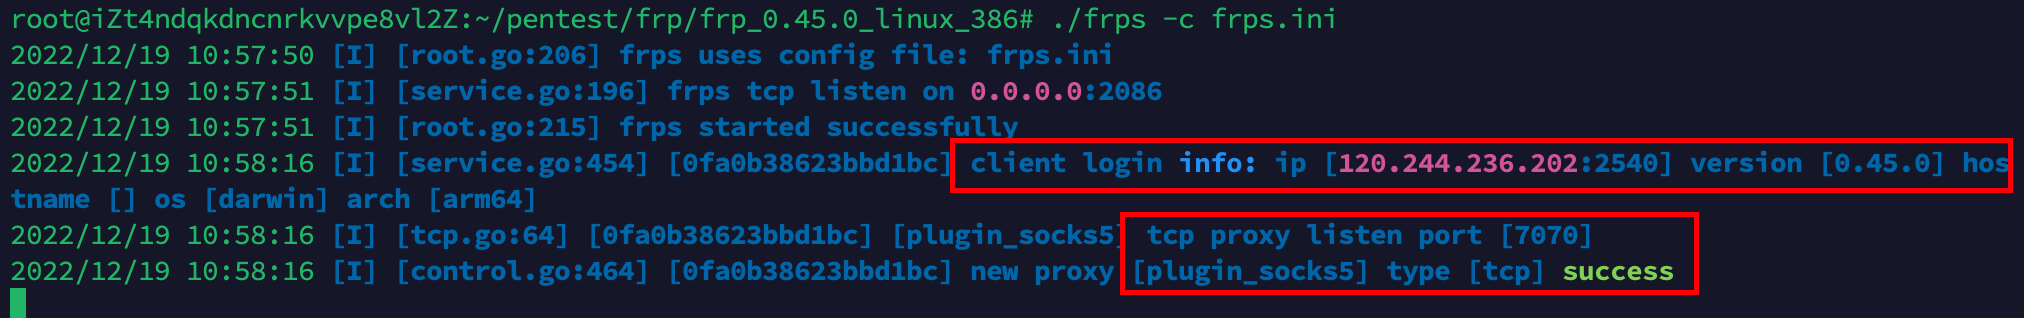 root@iZt4ndqkdncnrkvvpe8vl2Z:~/pentest/frp/frp_0.45.0_linux_386# ./frps -c frps.ini
2022/12/19 10:57:50 [I] [root.go:206] frps uses config file: frps.ini
2022/12/19 10:57:51 [I] [service.go:196] frps tcp listen on 0.0.0.0:2086
2022/12/19 10:57:51 [I] [root.go:215] frps started successfully
2022/12/19 10:58:16 [I] [service.go:454] [0fa0b38623bbd1bc] client login info: ip [120.244.236.202:2540] version [0.45.0] hos
tname [] os [darwin] arch [arm64]
2022/12/19 10:58:16 [I] [tcp.go:64] [0fa0b38623bbd1bc] [plugin_socks5] tcp proxy listen port [7070]
2022/12/19 10:58:16 [I] [control.go:464] [0fa0b38623bbd1bc] new proxy [plugin_socks5] type [tcp] success